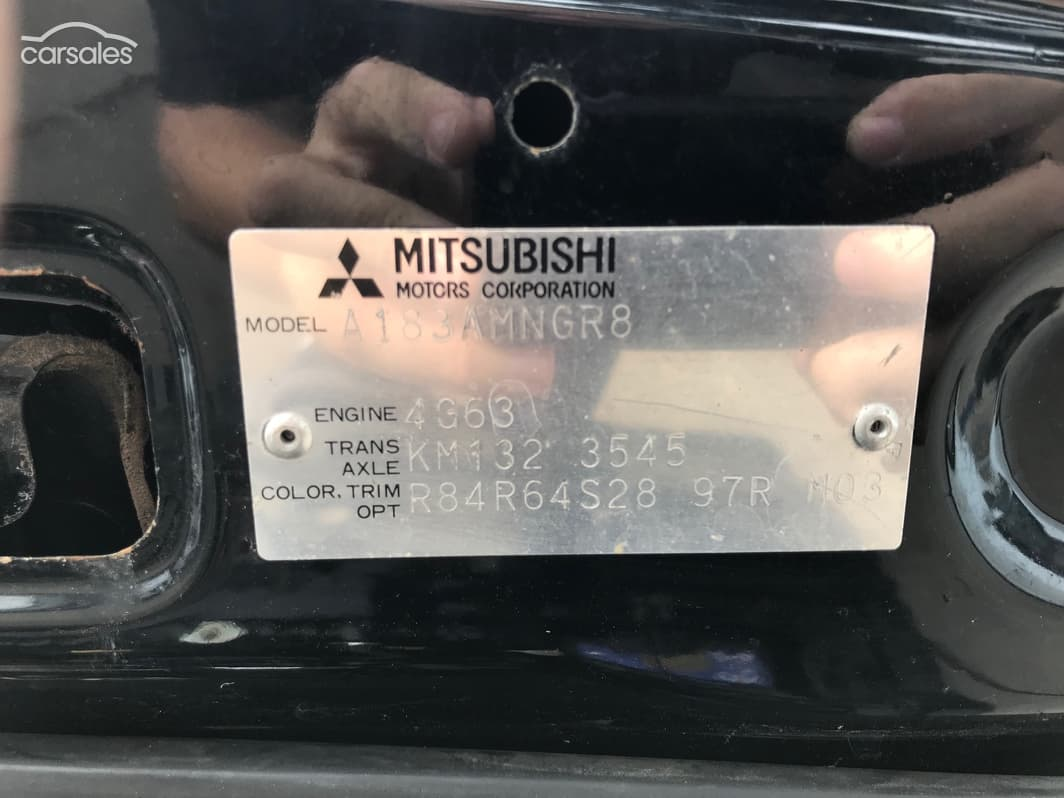 carsales
MITSUBISHI
MOTORS CORPORATION
MODEL A183AMNGR8
ENGINE 4G63
TRANS AXLE KM132 3545
COLOR, TRIM OPT R84R64S28 97R M03